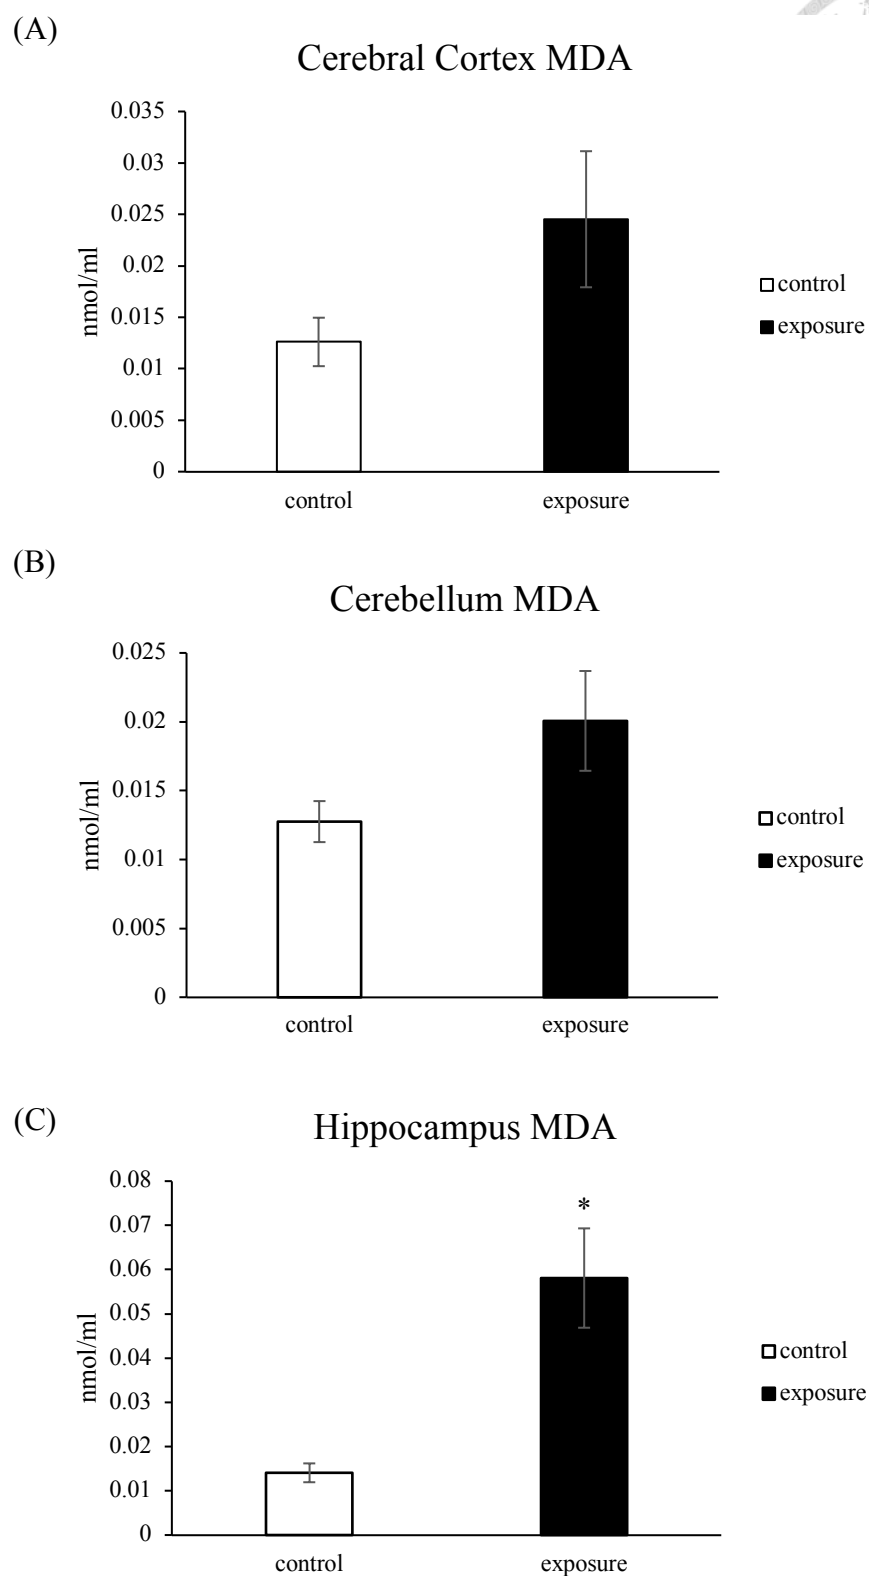 (A)
Cerebral Cortex MDA
0.035
0.03
0.025
0.02
0.015
0.01
0.005
0
nmol/ml
control
exposure
control
exposure
(B)
Cerebellum MDA
0.025
0.02
0.015
0.01
0.005
0
nmol/ml
control
exposure
control
exposure
(C)
Hippocampus MDA
0.08
0.07
0.06
0.05
0.04
0.03
0.02
0.01
0
nmol/ml
*
control
exposure
control
exposure